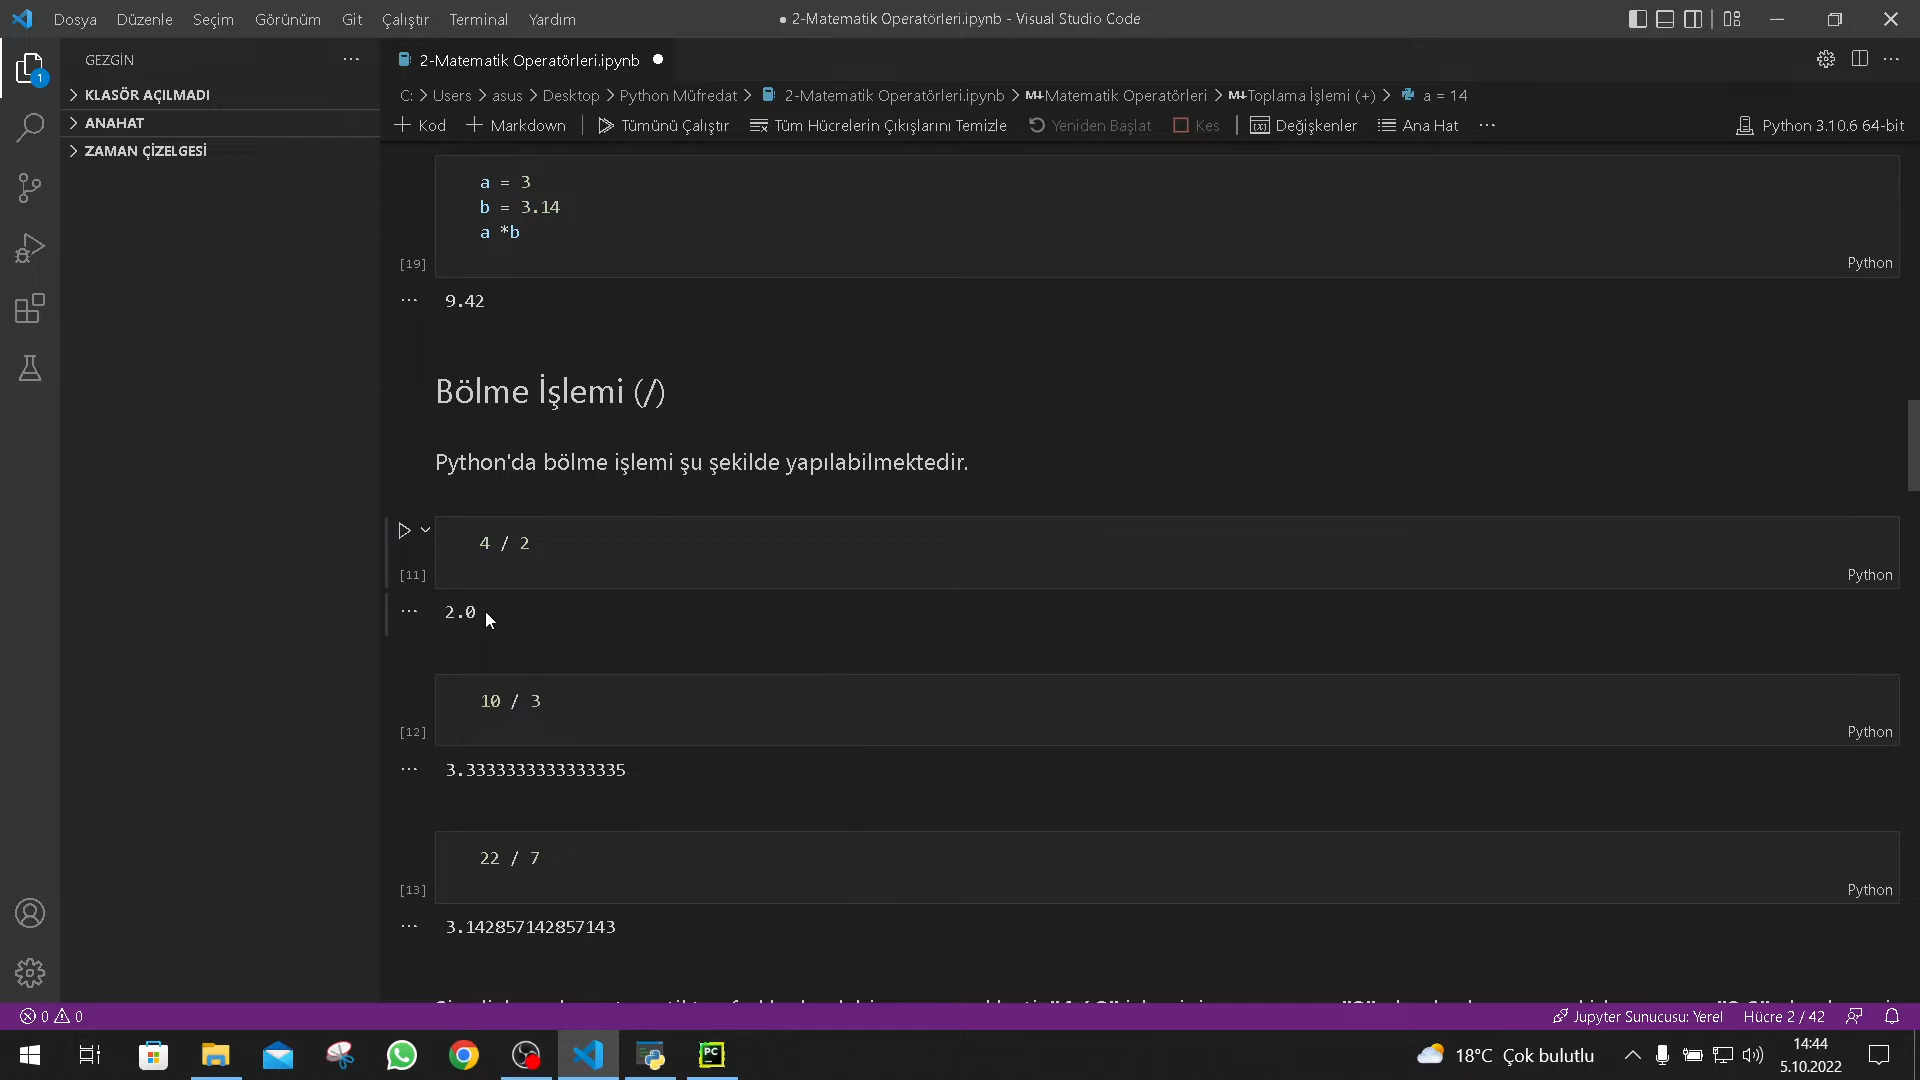 Dosya Düzenle Seçim Görünüm Git Çalıştır Terminal Yardım
● 2-Matematik Operatörleri.ipynb - Visual Studio Code
GEZGİN
1
KLASÖR AÇILMADI
ANAHAT
ZAMAN ÇİZELGESİ
2-Matematik Operatörleri.ipynb
C: > Users > asus > Desktop > Python Müfredat > 2-Matematik Operatörleri.ipynb > M↓Matematik Operatörleri > M↓Toplama İşlemi (+) > a = 14
+ Kod + Markdown Tümünü Çalıştır Tüm Hücrelerin Çıkışlarını Temizle Yeniden Başlat Kes Değişkenler Ana Hat ··· Python 3.10.6 64-bit
a = 3
b = 3.14
a *b
[19]
Python
9.42
Bölme İşlemi (/)
Python'da bölme işlemi şu şekilde yapılabilmektedir.
4 / 2
[11]
Python
2.0
10 / 3
[12]
Python
3.3333333333333335
22 / 7
[13]
Python
3.142857142857143
0 0
Jupyter Sunucusu: Yerel Hücre 2 / 42
PC
18°C Çok bulutlu
14:44
5.10.2022